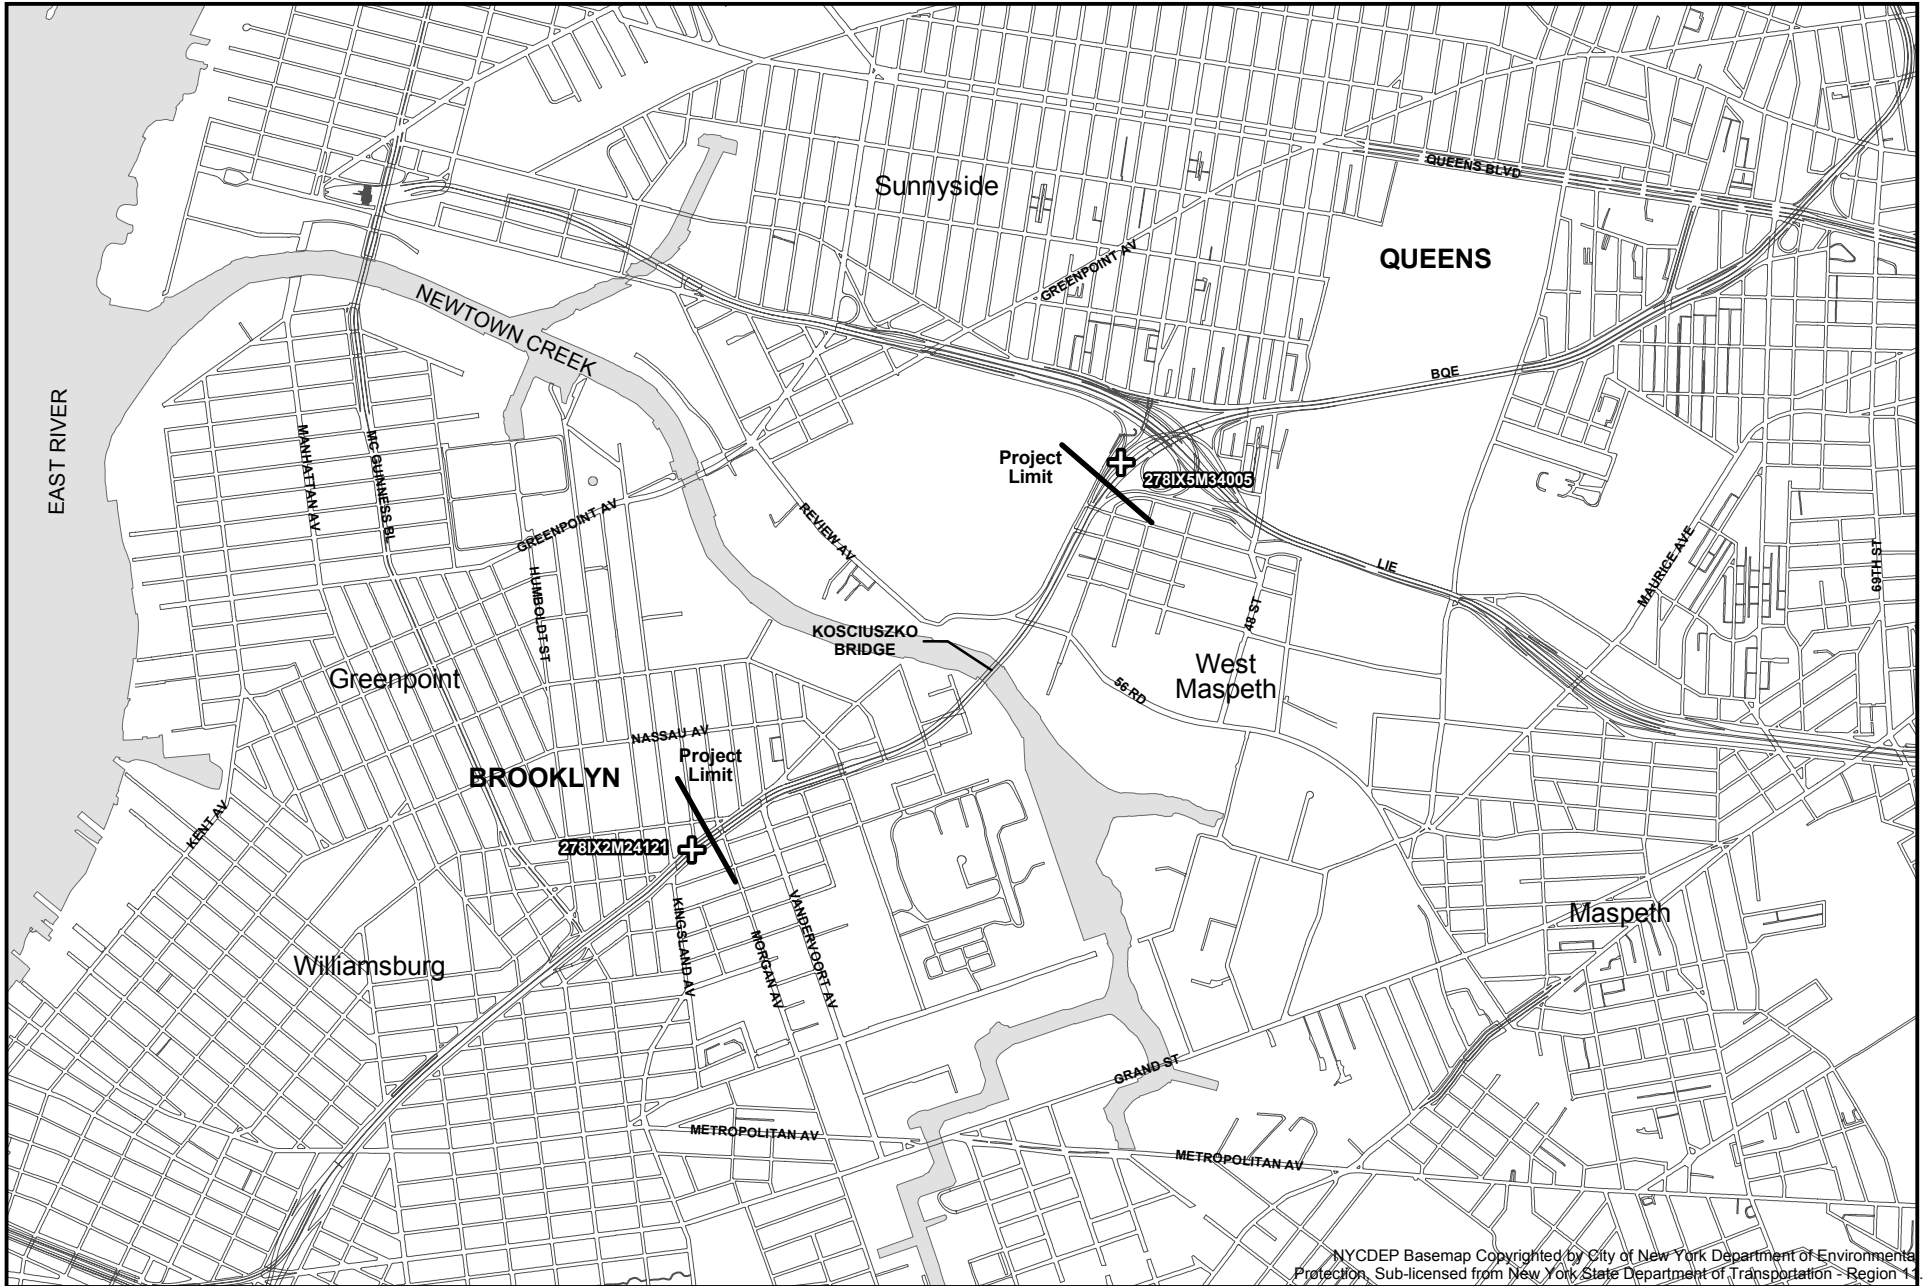 QUEENS BLVD
Sunnyside
QUEENS
GREENPOINT AV
NEWTOWN CREEK
BQE
EAST RIVER
MANHATTAN AV
MC GUINNESS BL
Project
Limit
278IX5M34005
GREENPOINT AV
REVIEW AV
LIE
MAURICE AVE
69TH ST
HUMBOLDT ST
48 ST
KOSCIUSZKO
BRIDGE
West
Maspeth
Greenpoint
56 RD
NASSAU AV
Project
Limit
BROOKLYN
KENT AV
278IX2M24121
KINGSLAND AV
VANDERVOORT AV
MORGAN AV
Maspeth
Williamsburg
GRAND ST
METROPOLITAN AV
METROPOLITAN AV
NYCDEP Basemap Copyrighted by City of New York Department of Environmenta
Protection, Sub-licensed from New York State Department of Transportation - Region 11